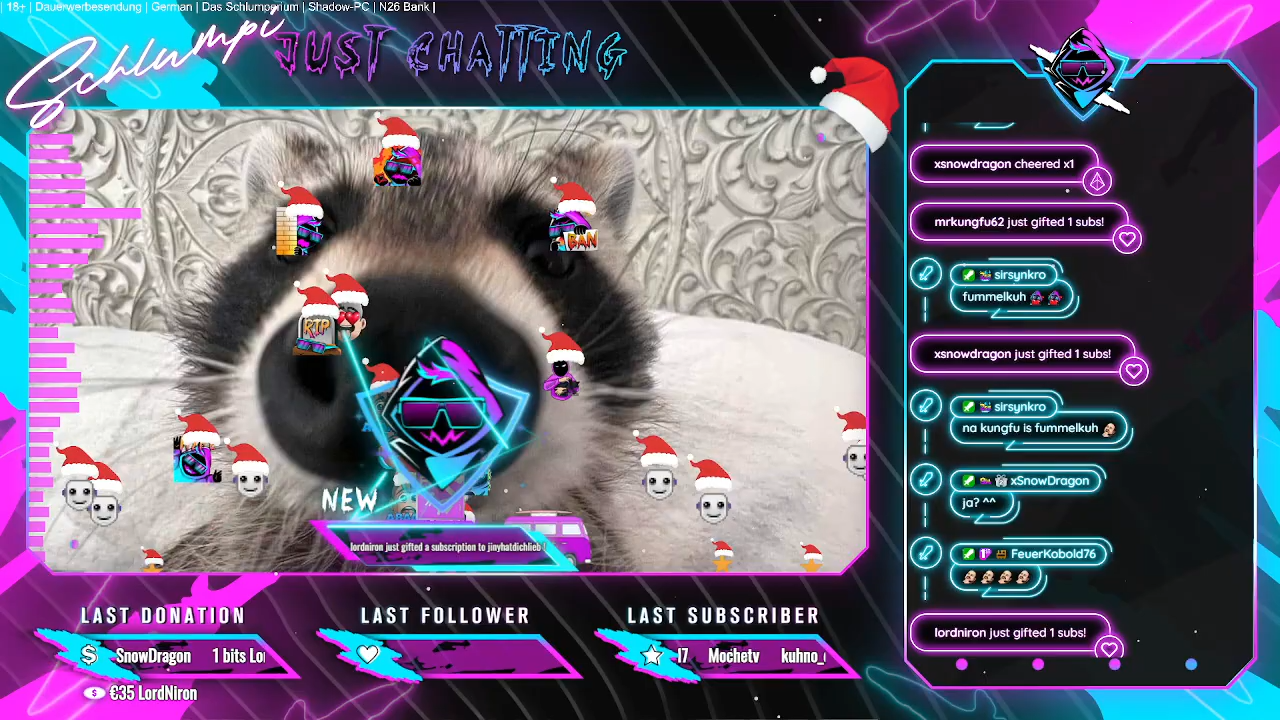 | 18+ | Dauerwerbesendung | German | Das Schlumperium | Shadow-PC | N26 Bank |
Schlumpi
JUST CHATTING
BAN
RIP
NEW
lordniron just gifted a subscription to jinyhatdichlieb !
xsnowdragon cheered x1
mrkungfu62 just gifted 1 subs!
sirsynkro
fummelkuh
xsnowdragon just gifted 1 subs!
sirsynkro
na kungfu is fummelkuh
xSnowDragon
ja? ^^
FeuerKobold76
lordniron just gifted 1 subs!
LAST DONATION
LAST FOLLOWER
LAST SUBSCRIBER
$ SnowDragon 1 bits Lor
17 Mochetv kuhno_
$ €35 LordNiron